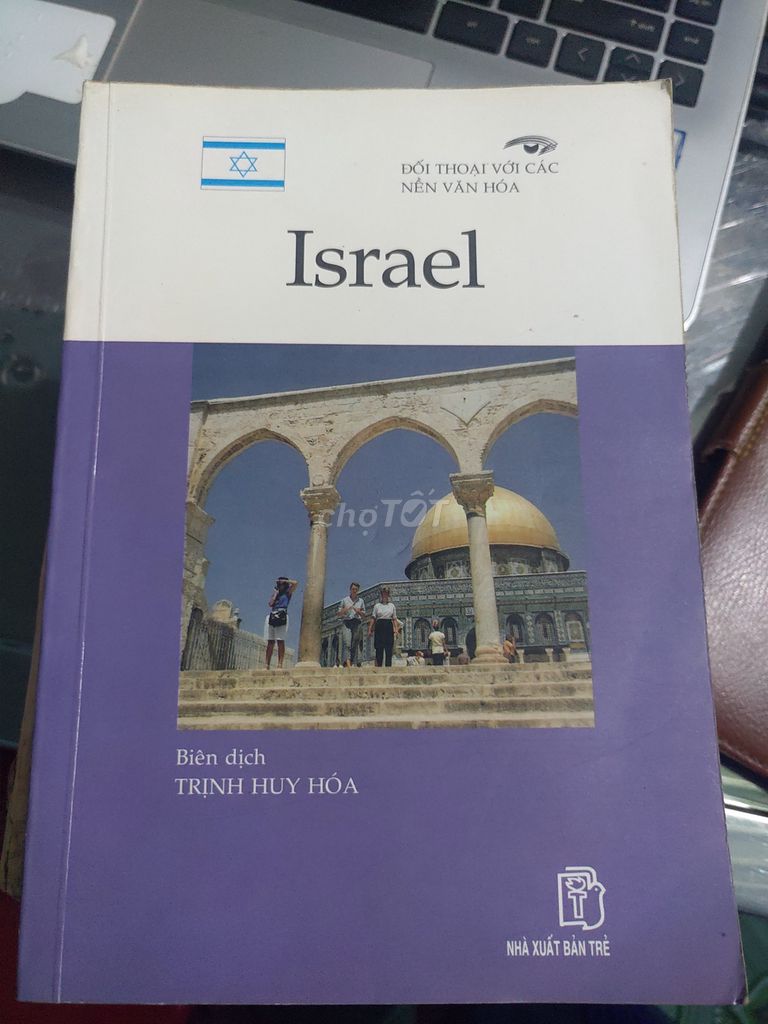 ĐỐI THOẠI VỚI CÁC
NỀN VĂN HÓA
Israel
chợTỐT
Biên dịch
TRỊNH HUY HÓA
T
NHÀ XUẤT BẢN TRẺ